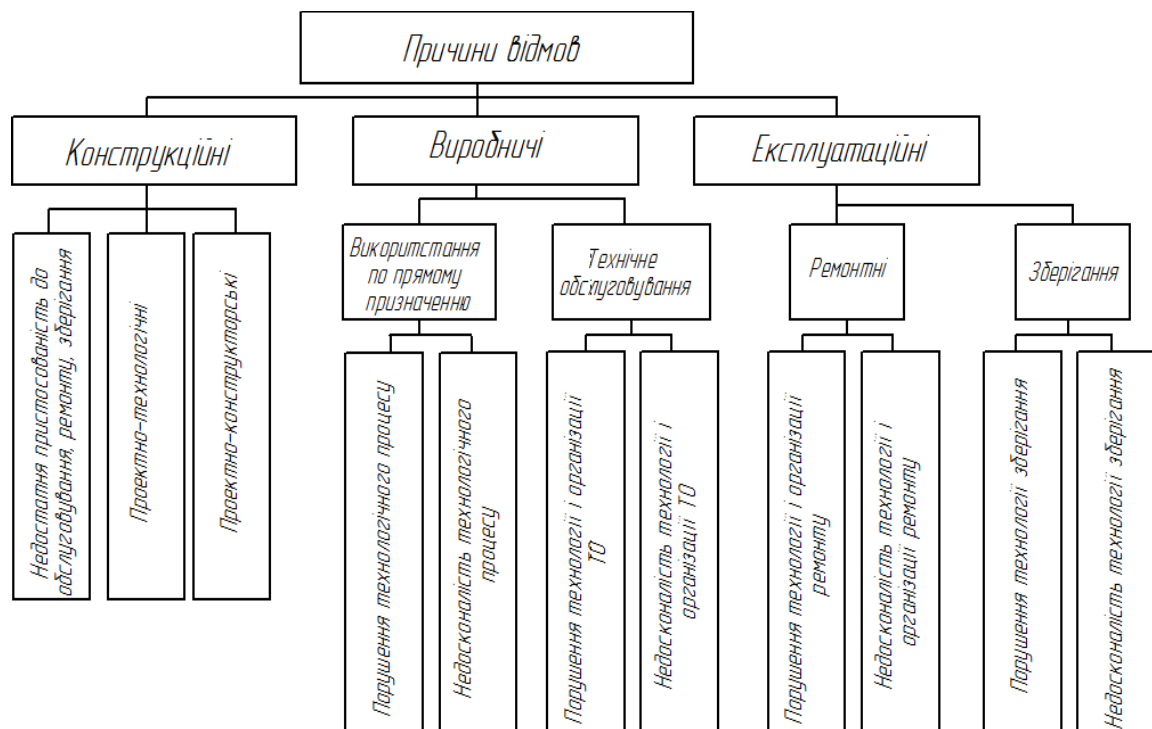 Причини відмов
Конструкційні
Виробничі
Експлуатаційні
Недостатня пристосованість до
обслуговування, ремонту, зберігання
Проектно-технологічні
Проектно-конструкторські
Використстання
по прямому
призначенню
Технічне
обслуговування
Ремонтні
Зберігання
Порушення технологічного процесу
Недосконалість технологічного
процесу
Порушення технології і організації
ТО
Недосконалість технології і
організації ТО
Порушення технології і організації
ремонту
Недосконалість технології і
організації ремонту
Порушення технології зберігання
Недосконалість технології зберігання